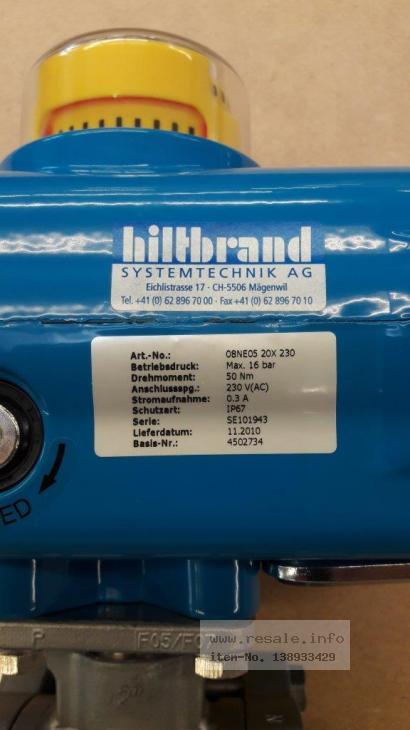 hiltbrand
SYSTEMTECHNIK AG
Eichlistrasse 17 · CH-5506 Mägenwil
Tel. +41 (0) 62 896 70 00 · Fax +41 (0) 62 896 70 10
Art.-No.: 08NE05 20X 230
Betriebsdruck: Max. 16 bar
Drehmoment: 50 Nm
Anschlussspg.: 230 V(AC)
Stromaufnahme: 0.3 A
Schutzart: IP67
Serie: SE101943
Lieferdatum: 11.2010
Basis-Nr.: 4502734
P F05/F07
www.resale.info
item-No. 138933429